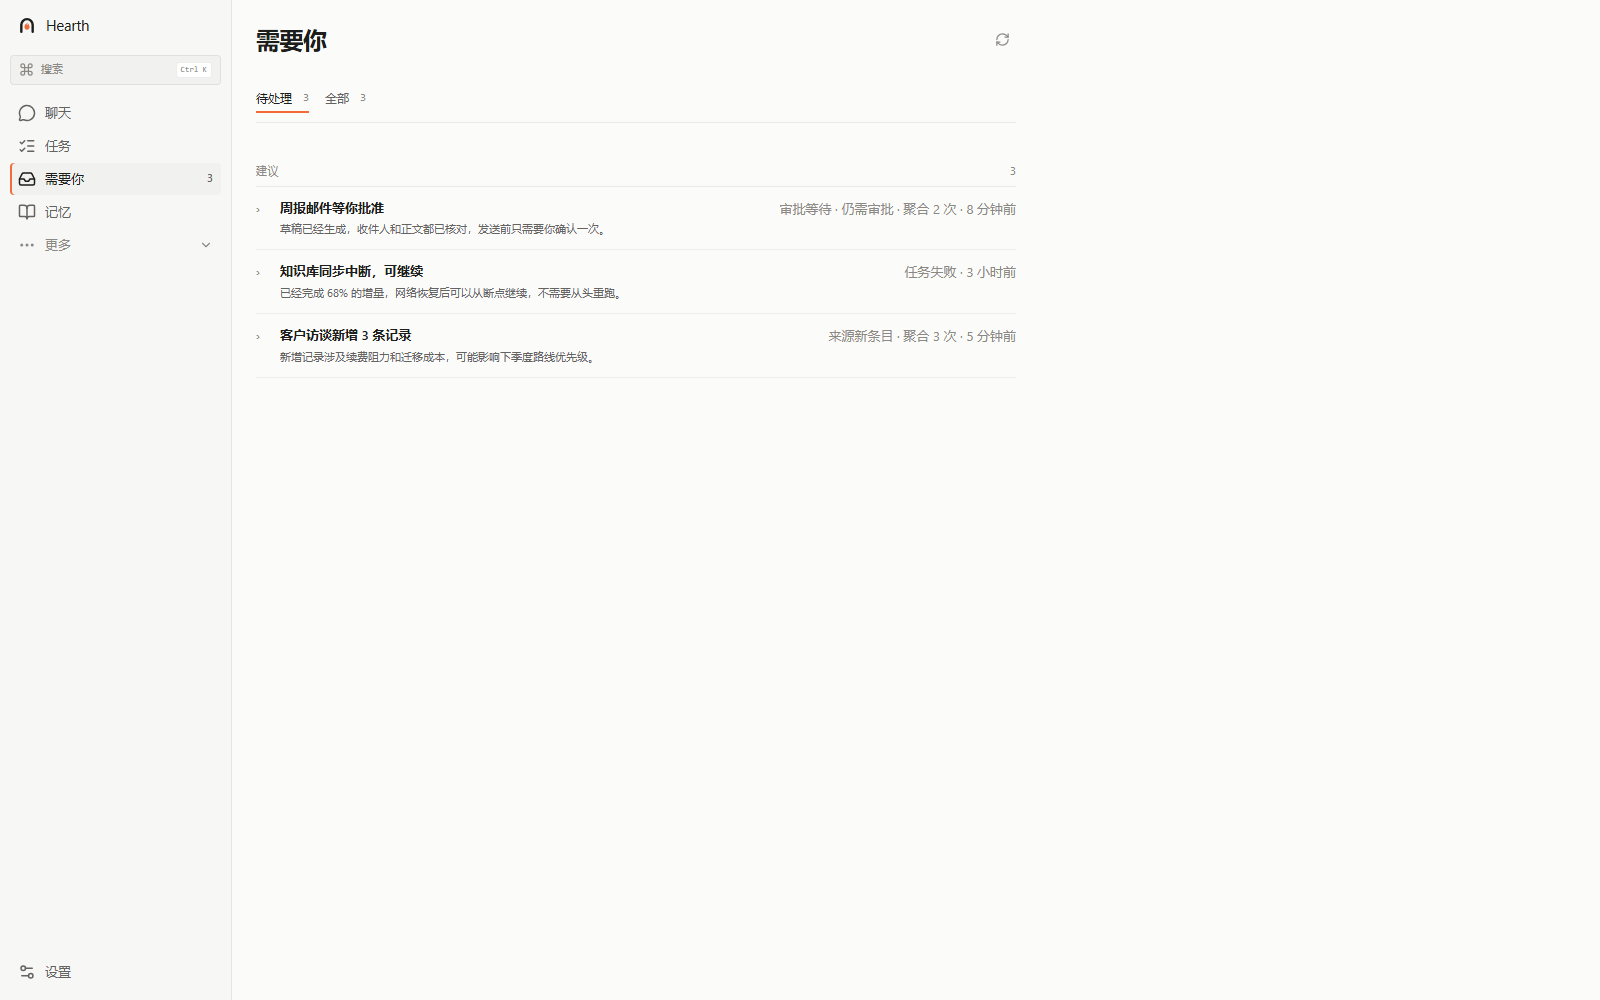 Hearth
搜索 Ctrl K
聊天
任务
需要你 3
记忆
更多
设置
需要你
待处理 3 全部 3
建议 3
周报邮件等你批准 审批等待 · 仍需审批 · 聚合 2 次 · 8 分钟前
草稿已经生成，收件人和正文都已核对，发送前只需要你确认一次。
知识库同步中断，可继续 任务失败 · 3 小时前
已经完成 68% 的增量，网络恢复后可以从断点继续，不需要从头重跑。
客户访谈新增 3 条记录 来源新条目 · 聚合 3 次 · 5 分钟前
新增记录涉及续费阻力和迁移成本，可能影响下季度路线优先级。